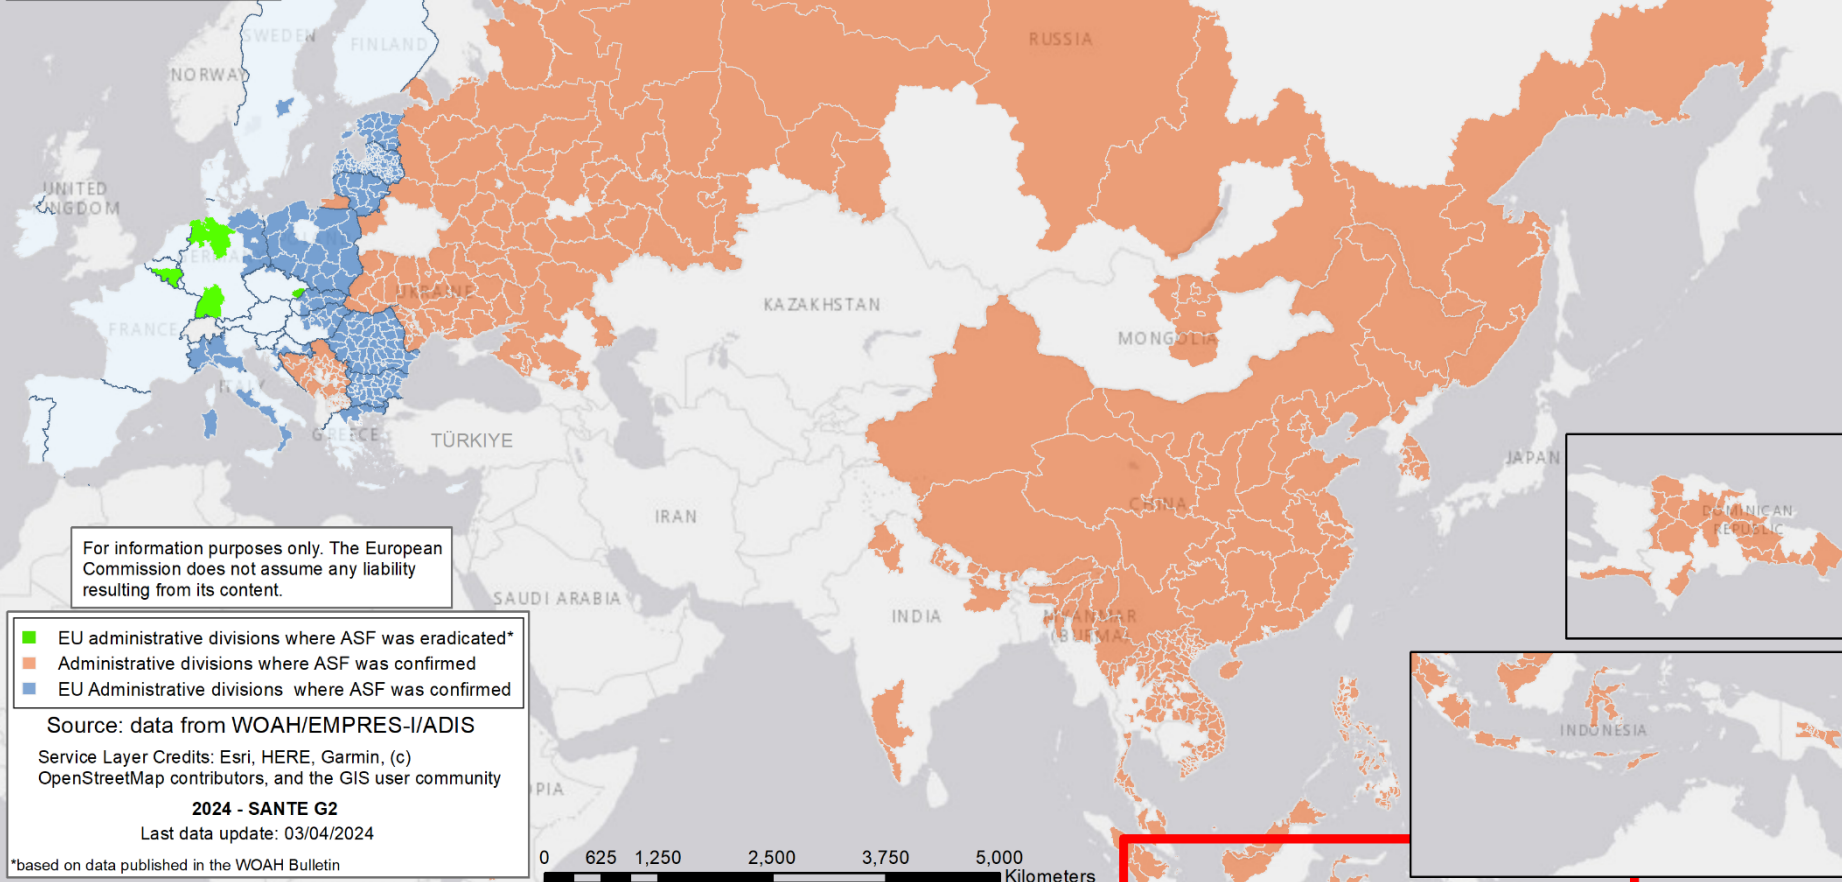 SWEDEN
FINLAND
RUSSIA
NORWAY
UNITED
KINGDOM
GERMANY
UKRAINE
KAZAKHSTAN
MONGOLIA
FRANCE
ITALY
GREECE
TÜRKIYE
JAPAN
IRAN
CHINA
DOMINICAN
REPUBLIC
For information purposes only. The European
Commission does not assume any liability
resulting from its content.
SAUDI ARABIA
INDIA
MYANMAR
(BURMA)
EU administrative divisions where ASF was eradicated*
Administrative divisions where ASF was confirmed
EU Administrative divisions  where ASF was confirmed
Source: data from WOAH/EMPRES-I/ADIS
Service Layer Credits: Esri, HERE, Garmin, (c)
OpenStreetMap contributors, and the GIS user community
2024 - SANTE G2
Last data update: 03/04/2024
*based on data published in the WOAH Bulletin
INDONESIA
OPIA
0 625 1,250 2,500 3,750 5,000
Kilometers